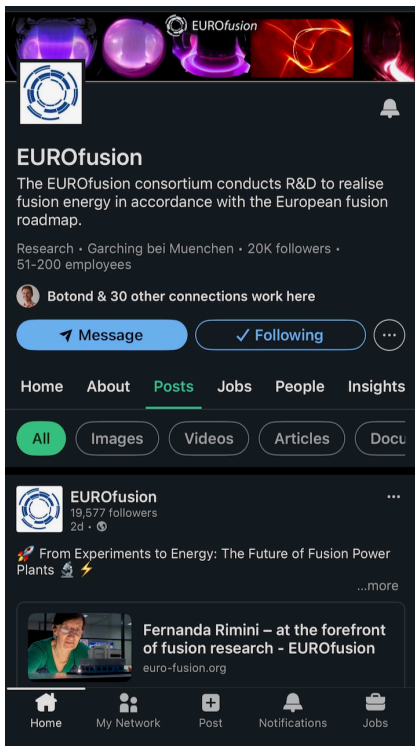 EUROfusion
EUROfusion
The EUROfusion consortium conducts R&D to realise
fusion energy in accordance with the European fusion
roadmap.
Research • Garching bei Muenchen • 20K followers •
51-200 employees
Botond & 30 other connections work here
Message
Following
Home About Posts Jobs People Insights
All Images Videos Articles Docu
EUROfusion
19,577 followers
2d •
🚀 From Experiments to Energy: The Future of Fusion Power
Plants 🔬 ⚡
...more
Fernanda Rimini – at the forefront
of fusion research - EUROfusion
euro-fusion.org
Home My Network Post Notifications Jobs